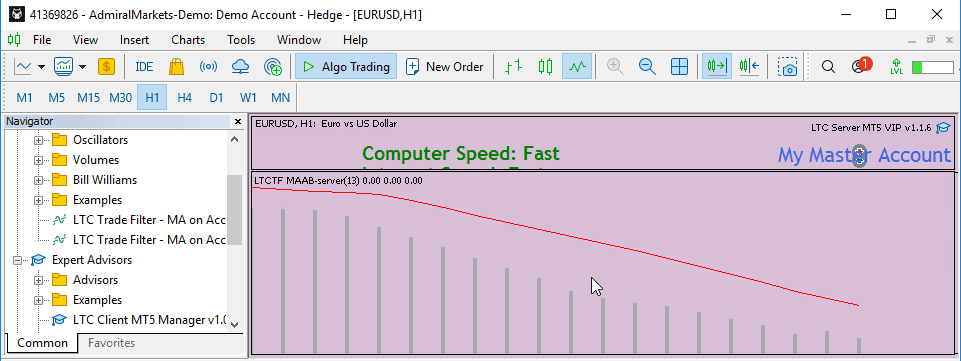 41369826 - AdmiralMarkets-Demo: Demo Account - Hedge - [EURUSD,H1]
File View Insert Charts Tools Window Help
IDE Algo Trading New Order 1 LVL
M1 M5 M15 M30 H1 H4 D1 W1 MN
Navigator
Oscillators
Volumes
Bill Williams
Examples
LTC Trade Filter - MA on Acc
LTC Trade Filter - MA on Acc
Expert Advisors
Advisors
Examples
LTC Client MT5 Manager v1.0
Common Favorites
EURUSD, H1: Euro vs US Dollar
LTC Server MT5 VIP v1.1.6
Computer Speed: Fast
My Master Account
LTCTF MAAB-server(13) 0.00 0.00 0.00